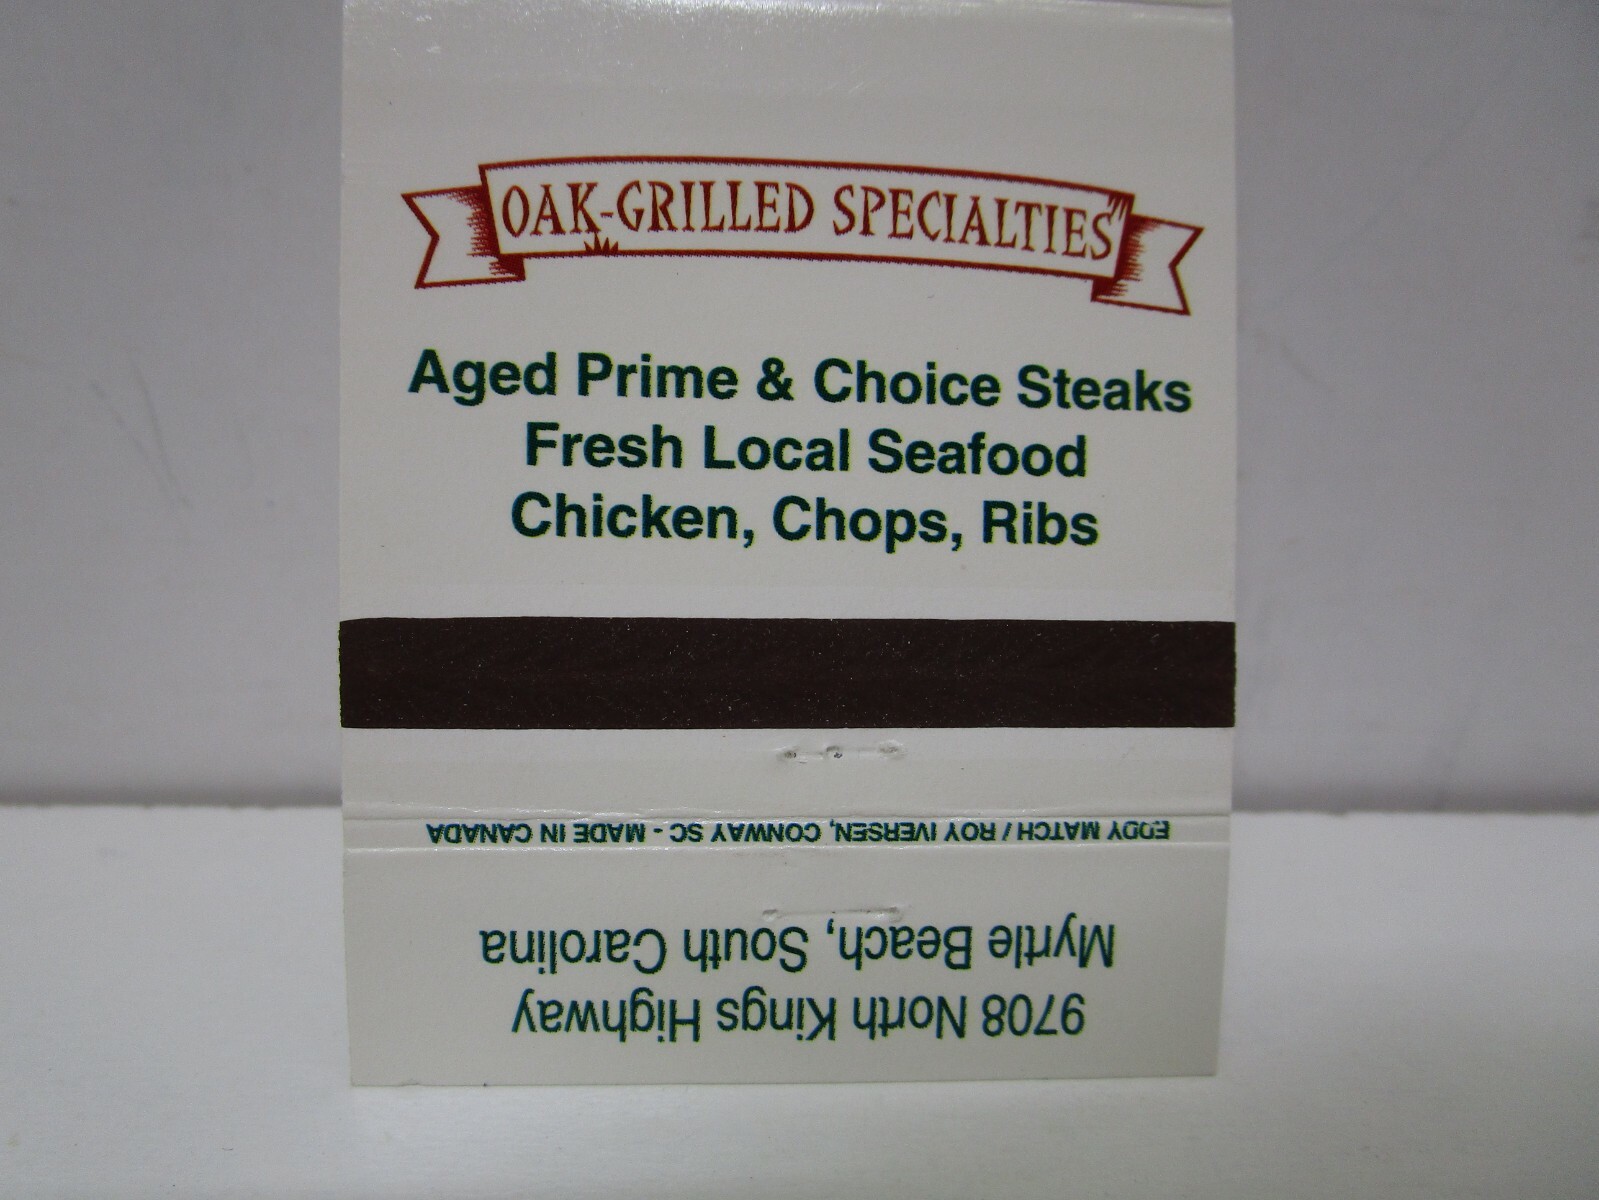 OAK-GRILLED SPECIALTIES
Aged Prime & Choice Steaks
Fresh Local Seafood
Chicken, Chops, Ribs
EDDY MATCH / ROY IVERSEN, CONWAY SC - MADE IN CANADA
9708 North Kings Highway
Myrtle Beach, South Carolina